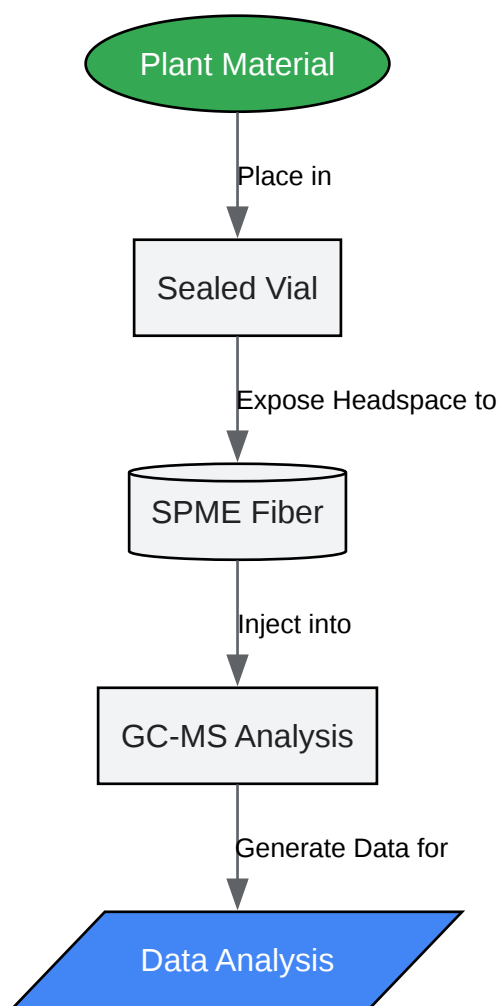 Plant Material
Place in
Sealed Vial
Expose Headspace to
SPME Fiber
Inject into
GC-MS Analysis
Generate Data for
Data Analysis